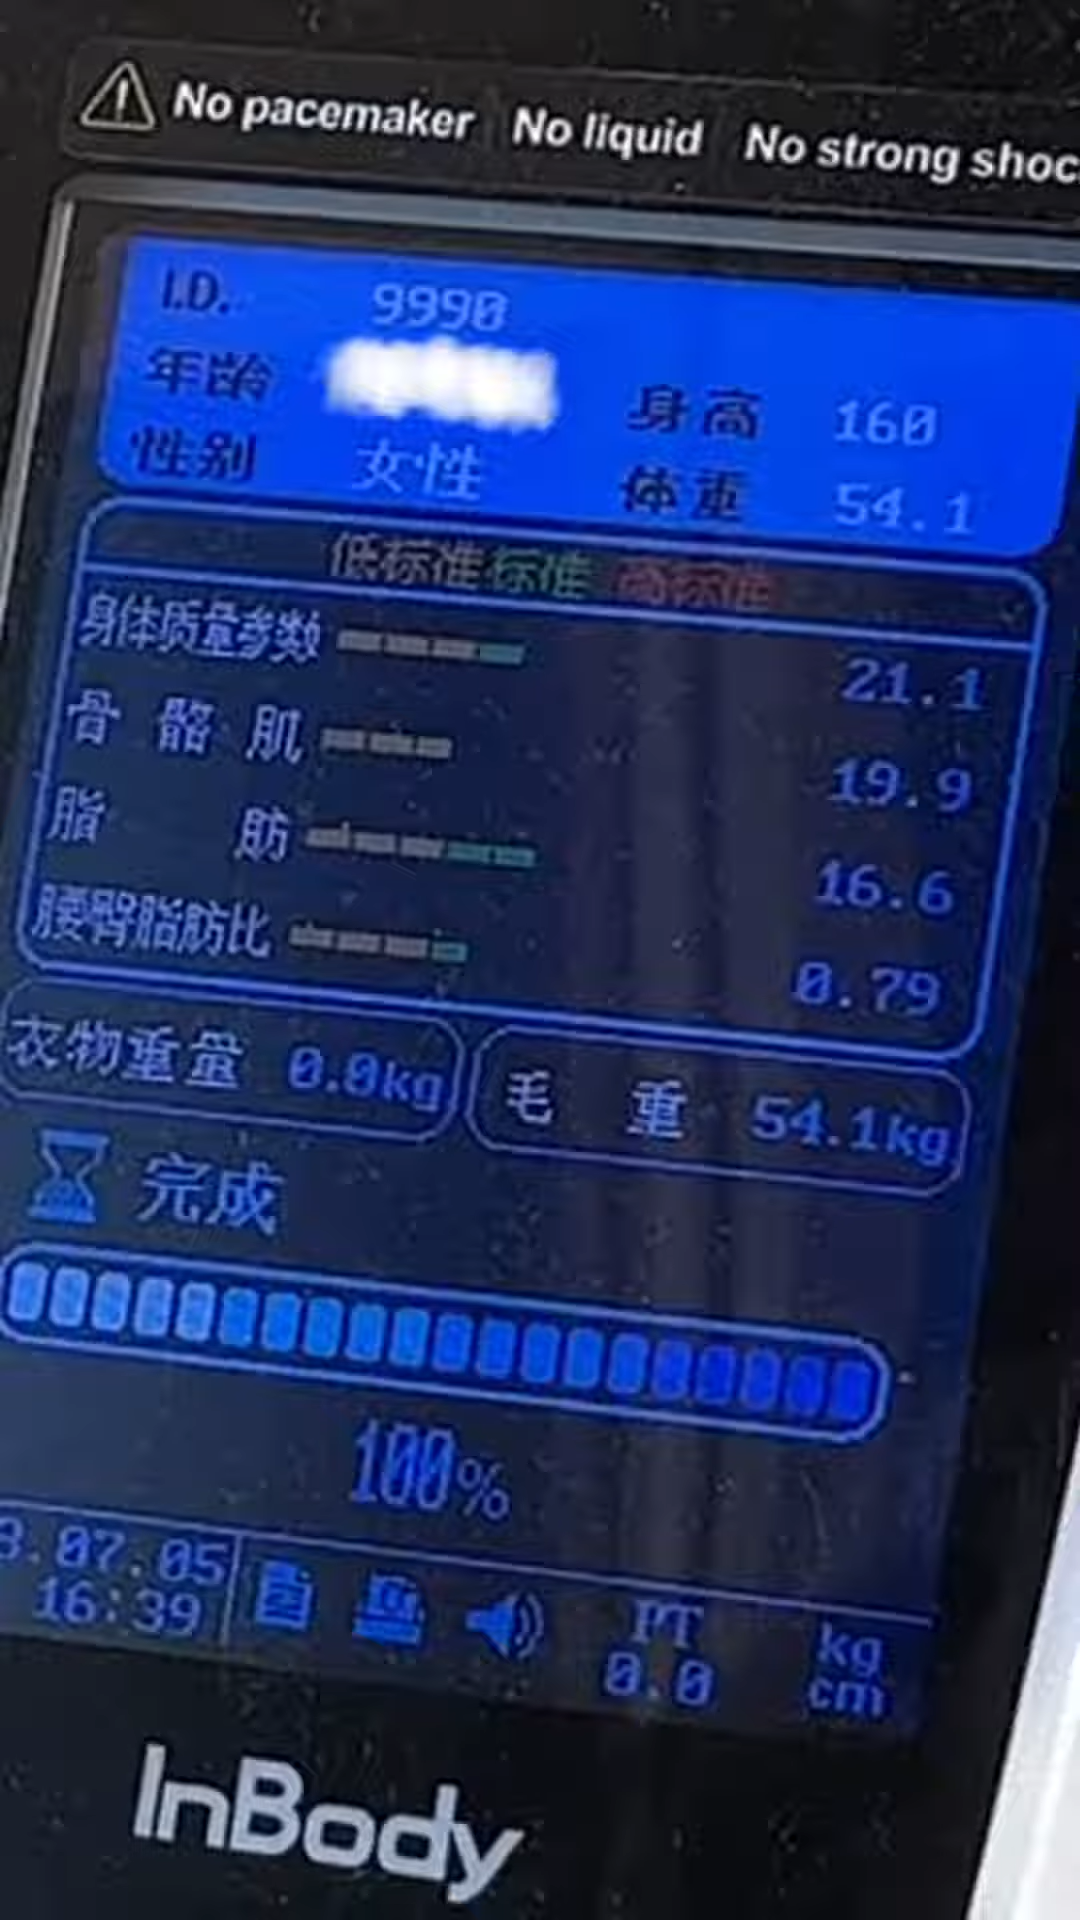 No pacemaker No liquid No strong shoc
I.D. 9990
年龄 身高 160
性别 女性 体重 54.1
低标准 标准 高标准
身体质量参数 21.1
骨骼肌 19.9
脂肪 16.6
腰臀脂肪比 0.79
衣物重量 0.0kg 毛重 54.1kg
完成
100%
3.07.05
16:39
PT
0.0
kg
cm
InBody